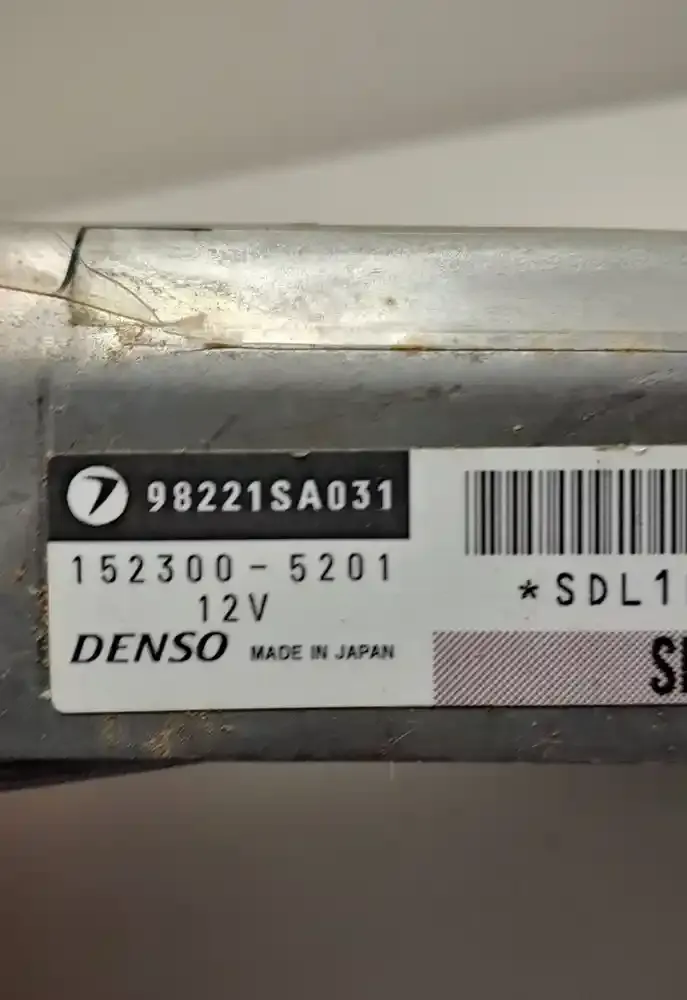 98221SA031
152300-5201
12V
DENSO MADE IN JAPAN
*SDL1